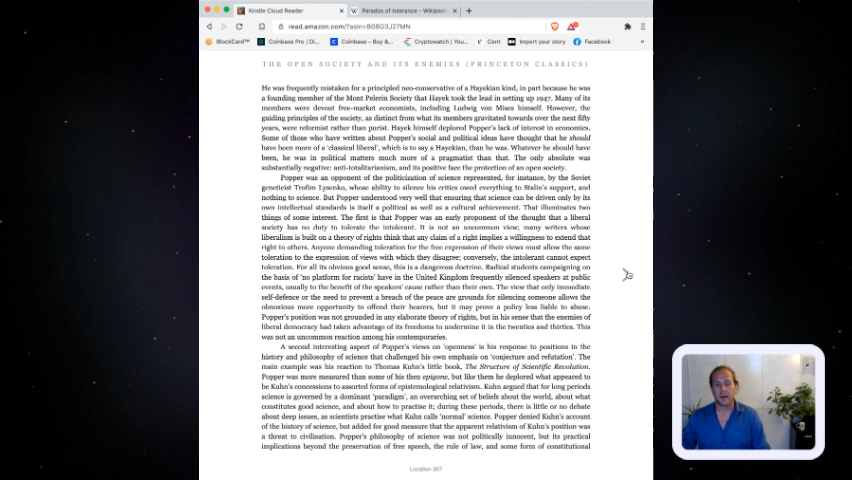 Kindle Cloud Reader
Paradox of tolerance - Wikiped
read.amazon.com/?asin=B08G3J27MN
BlockCard™
Coinbase Pro | Di...
Coinbase – Buy &...
Cryptowatch | You...
Cent
Import your story
Facebook
THE OPEN SOCIETY AND ITS ENEMIES (PRINCETON CLASSICS)
He was frequently mistaken for a principled neo-conservative of a Hayekian kind, in part because he was
a founding member of the Mont Pelerin Society that Hayek took the lead in setting up 1947. Many of its
members were devout free-market economists, including Ludwig von Mises himself. However, the
guiding principles of the society, as distinct from what its members gravitated towards over the next fifty
years, were reformist rather than purist. Hayek himself deplored Popper's lack of interest in economics.
Some of those who have written about Popper's social and political ideas have thought that he should
have been more of a 'classical liberal', which is to say a Hayekian, than he was. Whatever he should have
been, he was in political matters much more of a pragmatist than that. The only absolute was
substantially negative: anti-totalitarianism, and its positive face the protection of an open society.
Popper was an opponent of the politicization of science represented, for instance, by the Soviet
geneticist Trofim Lysenko, whose ability to silence his critics owed everything to Stalin's support, and
nothing to science. But Popper understood very well that ensuring that science can be driven only by its
own intellectual standards is itself a political as well as a cultural achievement. That illuminates two
things of some interest. The first is that Popper was an early proponent of the thought that a liberal
society has no duty to tolerate the intolerant. It is not an uncommon view; many writers whose
liberalism is built on a theory of rights think that any claim of a right implies a willingness to extend that
right to others. Anyone demanding toleration for the free expression of their views must allow the same
toleration to the expression of views with which they disagree; conversely, the intolerant cannot expect
toleration. For all its obvious good sense, this is a dangerous doctrine. Radical students campaigning on
the basis of 'no platform for racists' have in the United Kingdom frequently silenced speakers at public
events, usually to the benefit of the speakers' cause rather than their own. The view that only immediate
self-defence or the need to prevent a breach of the peace are grounds for silencing someone allows the
obnoxious more opportunity to offend their hearers, but it may prove a policy less liable to abuse.
Popper's position was not grounded in any elaborate theory of rights, but in his sense that the enemies of
liberal democracy had taken advantage of its freedoms to undermine it in the twenties and thirties. This
was not an uncommon reaction among his contemporaries.
A second interesting aspect of Popper's views on 'openness' is his response to positions in the
history and philosophy of science that challenged his own emphasis on 'conjecture and refutation'. The
main example was his reaction to Thomas Kuhn's little book, The Structure of Scientific Revolution.
Popper was more measured than some of his then epigone, but like them he deplored what appeared to
be Kuhn's concessions to assorted forms of epistemological relativism. Kuhn argued that for long periods
science is governed by a dominant 'paradigm', an overarching set of beliefs about the world, about what
constitutes good science, and about how to practise it; during these periods, there is little or no debate
about deep issues, as scientists practise what Kuhn calls 'normal' science. Popper denied Kuhn's account
of the history of science, but added for good measure that the apparent relativism of Kuhn's position was
a threat to civilisation. Popper's philosophy of science was not politically innocent, but its practical
implications beyond the preservation of free speech, the rule of law, and some form of constitutional
Location 387